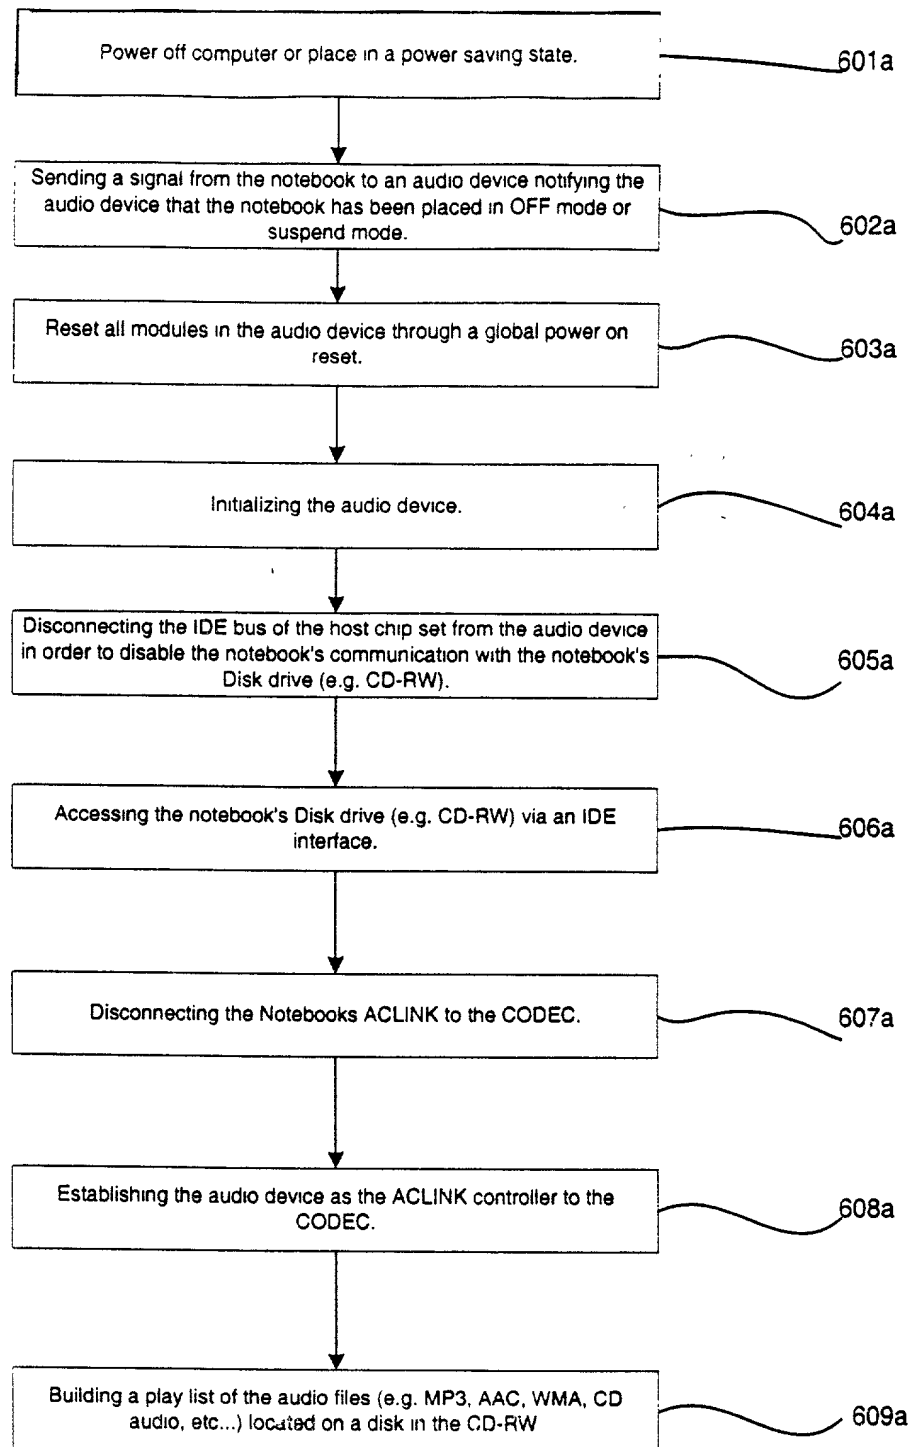 Power off computer or place in a power saving state.
601a
Sending a signal from the notebook to an audio device notifying the
audio device that the notebook has been placed in OFF mode or
suspend mode.
602a
Reset all modules in the audio device through a global power on
reset.
603a
Initializing the audio device.
604a
Disconnecting the IDE bus of the host chip set from the audio device
in order to disable the notebook's communication with the notebook's
Disk drive (e.g. CD-RW).
605a
Accessing the notebook's Disk drive (e.g. CD-RW) via an IDE
interface.
606a
Disconnecting the Notebooks ACLINK to the CODEC.
607a
Establishing the audio device as the ACLINK controller to the
CODEC.
608a
Building a play list of the audio files (e.g. MP3, AAC, WMA, CD
audio, etc...) located on a disk in the CD-RW
609a